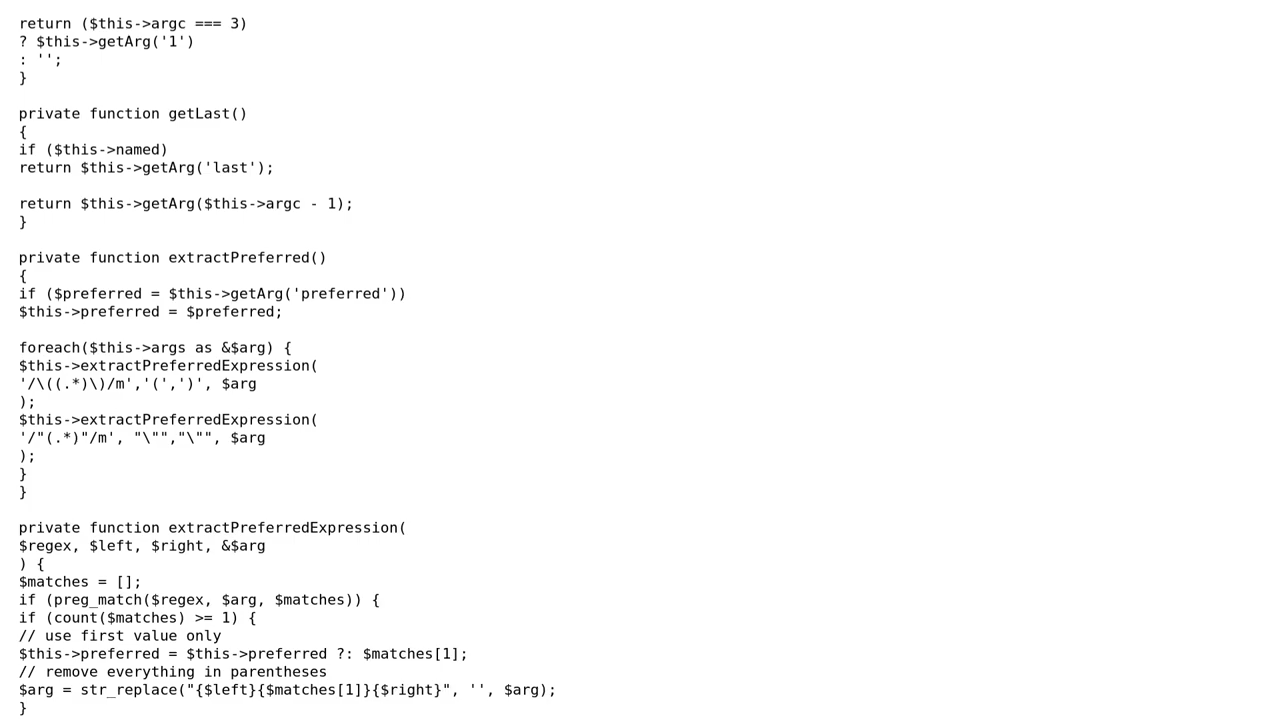 return ($this->argc === 3)
? $this->getArg('1')
: '';
}

private function getLast()
{
if ($this->named)
return $this->getArg('last');

return $this->getArg($this->argc - 1);
}

private function extractPreferred()
{
if ($preferred = $this->getArg('preferred'))
$this->preferred = $preferred;

foreach($this->args as &$arg) {
$this->extractPreferredExpression(
'/\((.*)\)/m','(',')', $arg
);
$this->extractPreferredExpression(
'/"(.*)"/m', "\"","\"", $arg
);
}
}

private function extractPreferredExpression(
$regex, $left, $right, &$arg
) {
$matches = [];
if (preg_match($regex, $arg, $matches)) {
if (count($matches) >= 1) {
// use first value only
$this->preferred = $this->preferred ?: $matches[1];
// remove everything in parentheses
$arg = str_replace("{$left}{$matches[1]}{$right}", '', $arg);
}